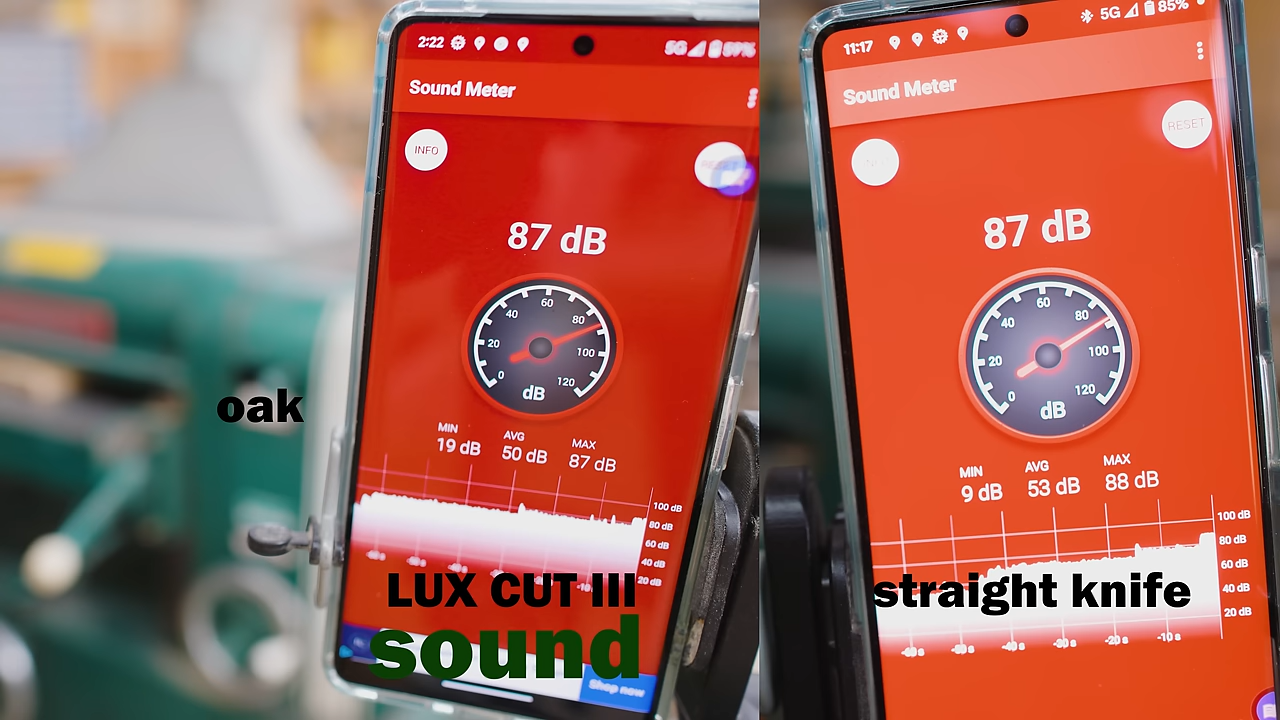 2:22
5G 89%
Sound Meter
INFO
87 dB
0 20 40 60 80 100 120
dB
MIN AVG MAX
19 dB 50 dB 87 dB
100 dB
80 dB
60 dB
40 dB
20 dB
oak
LUX CUT III
sound
Shop now
11:17
5G 85%
Sound Meter
RESET
87 dB
0 20 40 60 80 100 120
dB
MIN AVG MAX
9 dB 53 dB 88 dB
100 dB
80 dB
60 dB
40 dB
20 dB
straight knife
-40 s -20 s -10 s